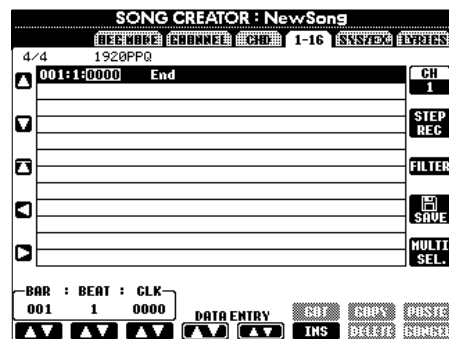 SONG CREATOR : NewSong
REC MODE CHANNEL CHD 1-16 SYS/EX. LYRICS
4/4 1920PPQ
001:1:0000 End
CH
1
STEP
REC
FILTER
SAVE
MULTI
SEL.
BAR : BEAT : CLK
001 1 0000
DATA ENTRY
CUT COPY PASTE
INS DELETE CANCEL